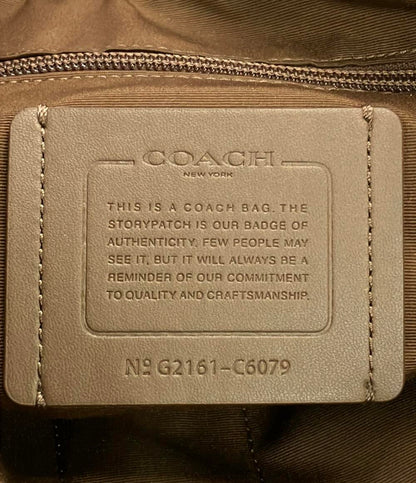 COACH
NEW YORK
THIS IS A COACH BAG. THE
STORYPATCH IS OUR BADGE OF
AUTHENTICITY. FEW PEOPLE MAY
SEE IT, BUT IT WILL ALWAYS BE A
REMINDER OF OUR COMMITMENT
TO QUALITY AND CRAFTSMANSHIP.
Nº G2161-C6079